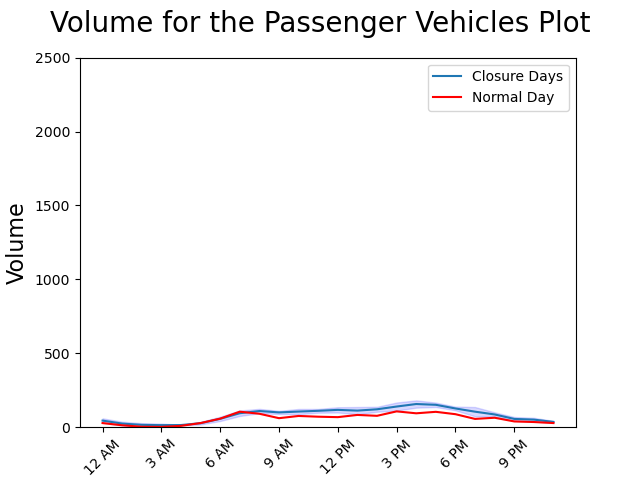 Volume for the Passenger Vehicles Plot
2500
2000
1500
1000
500
0
Volume
Closure Days
Normal Day
12 AM
3 AM
6 AM
9 AM
12 PM
3 PM
6 PM
9 PM